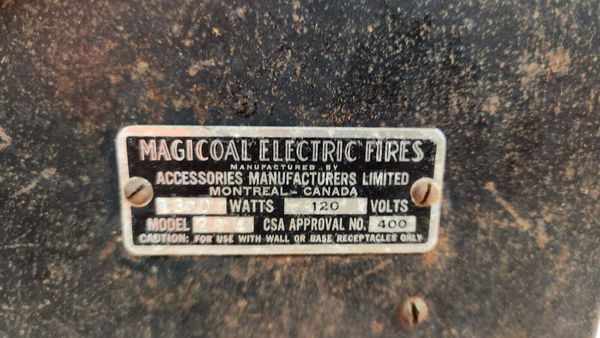 MAGICOAL ELECTRIC FIRES
MANUFACTURED BY
ACCESSORIES MANUFACTURERS LIMITED
MONTREAL - CANADA
WATTS 120 VOLTS
MODEL CSA APPROVAL NO. 400
CAUTION: FOR USE WITH WALL OR BASE RECEPTACLES ONLY